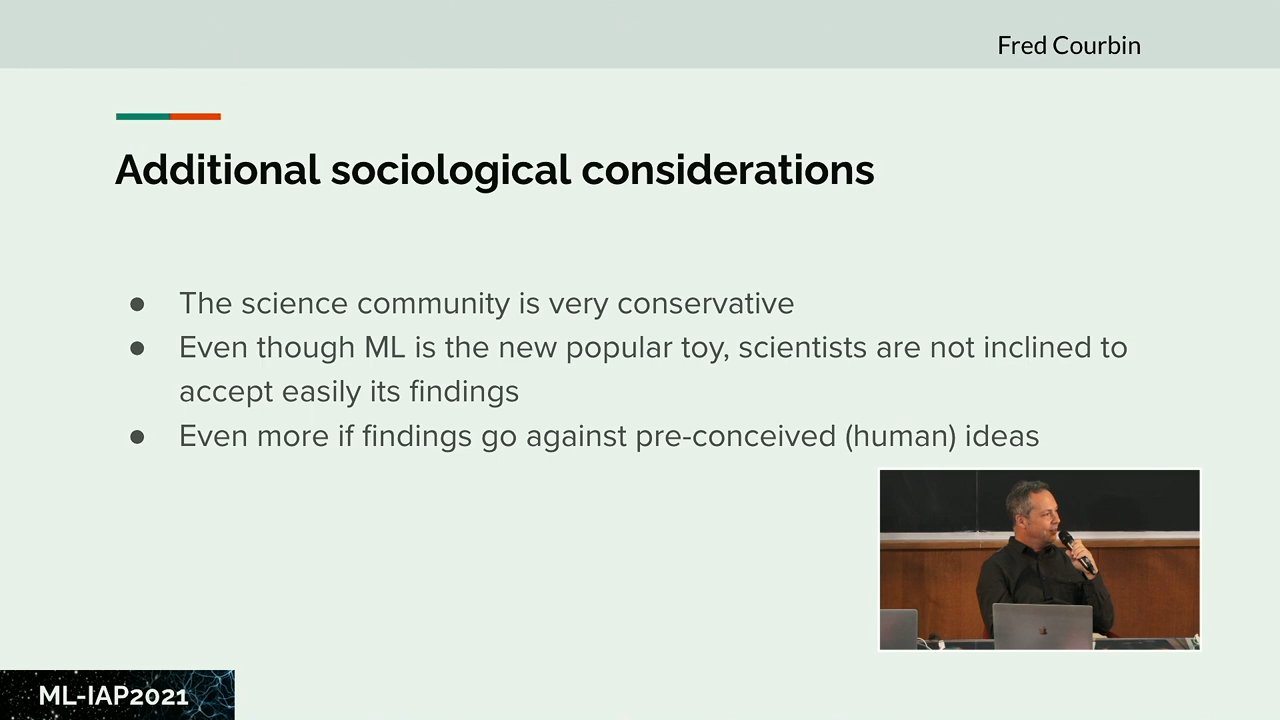 Fred Courbin
Additional sociological considerations
● The science community is very conservative
● Even though ML is the new popular toy, scientists are not inclined to
accept easily its findings
● Even more if findings go against pre-conceived (human) ideas
ML-IAP2021